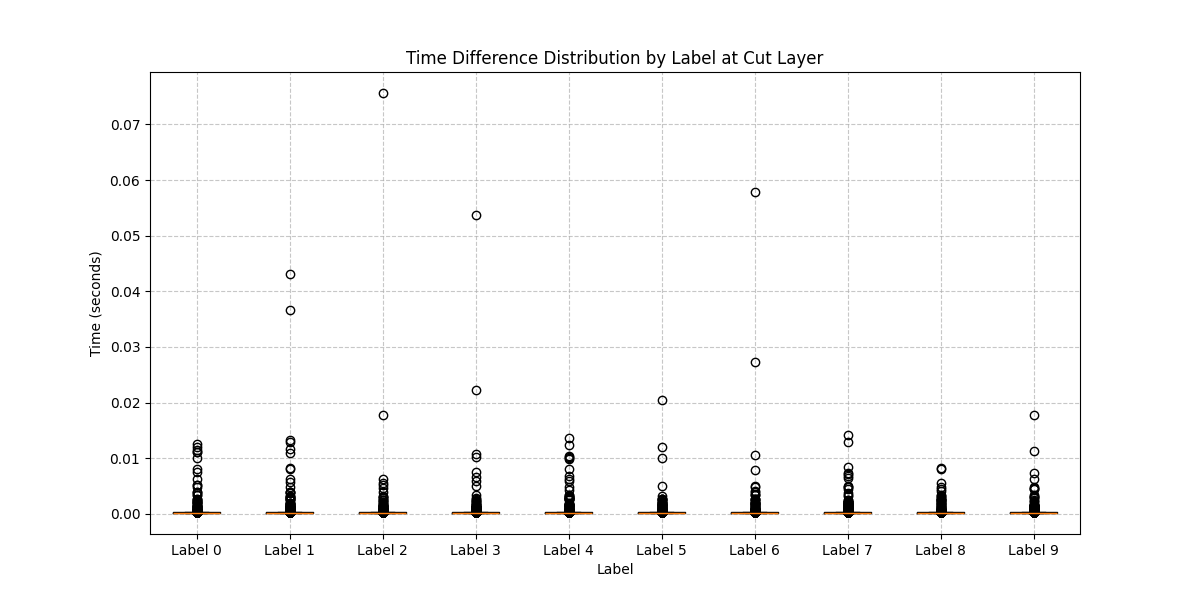 Time Difference Distribution by Label at Cut Layer
Time (seconds)
0.07
0.06
0.05
0.04
0.03
0.02
0.01
0.00
Label 0 Label 1 Label 2 Label 3 Label 4 Label 5 Label 6 Label 7 Label 8 Label 9
Label